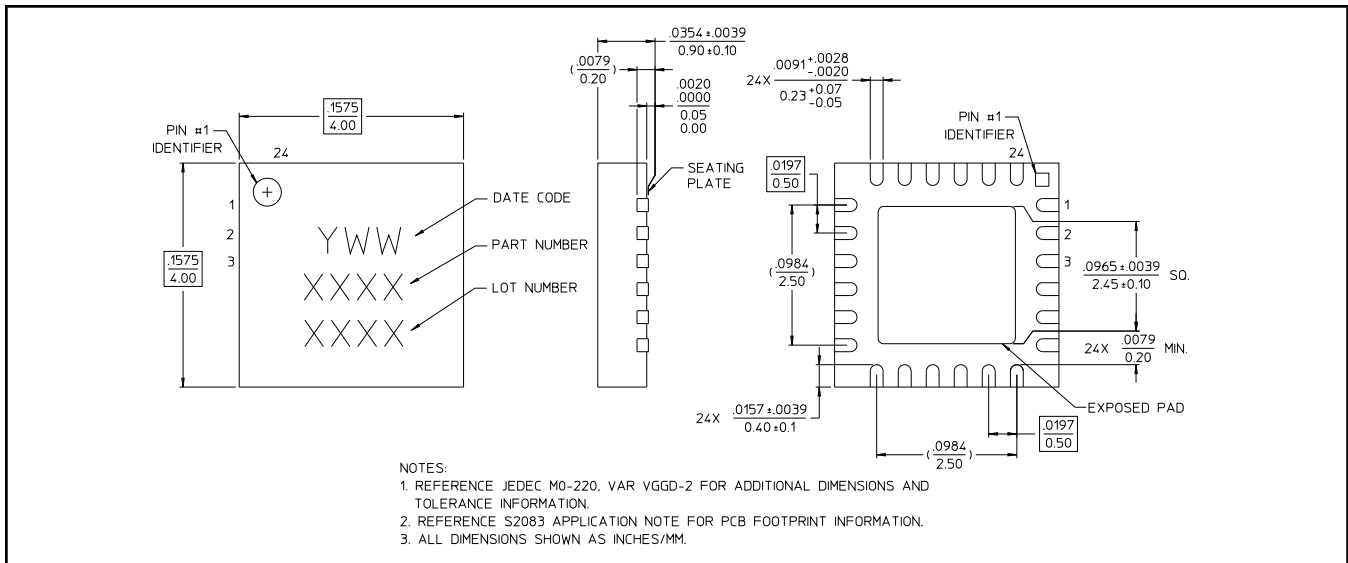 .0354 ±.0039
0.90 ±0.10
(.0079)
0.20
.0020
.0000
0.05
0.00
24X .0091 +.0028 -.0020
0.23 +0.07 -0.05
.1575
4.00
PIN #1
IDENTIFIER
24
1
2
3
.1575
4.00
YWW
XXXX
XXXX
DATE CODE
PART NUMBER
LOT NUMBER
SEATING
PLATE
PIN #1
IDENTIFIER
24
.0197
0.50
1
2
3
(.0984)
2.50
.0965 ±.0039 SQ.
2.45 ±0.10
24X .0079 MIN.
0.20
EXPOSED PAD
24X .0157 ±.0039
0.40 ±0.1
(.0984)
2.50
.0197
0.50
NOTES:
1. REFERENCE JEDEC MO-220, VAR VGGD-2 FOR ADDITIONAL DIMENSIONS AND
TOLERANCE INFORMATION.
2. REFERENCE S2083 APPLICATION NOTE FOR PCB FOOTPRINT INFORMATION.
3. ALL DIMENSIONS SHOWN AS INCHES/MM.